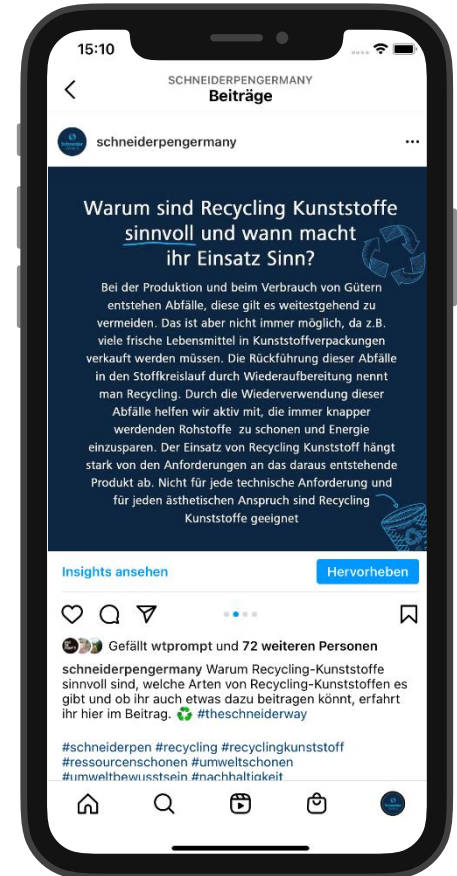 15:10
SCHNEIDERPENGERMANY
Beiträge
schneiderpengermany
Warum sind Recycling Kunststoffe
sinnvoll und wann macht
ihr Einsatz Sinn?
Bei der Produktion und beim Verbrauch von Gütern
entstehen Abfälle, diese gilt es weitestgehend zu
vermeiden. Das ist aber nicht immer möglich, da z.B.
viele frische Lebensmittel in Kunststoffverpackungen
verkauft werden müssen. Die Rückführung dieser Abfälle
in den Stoffkreislauf durch Wiederaufbereitung nennt
man Recycling. Durch die Wiederverwendung dieser
Abfälle helfen wir aktiv mit, die immer knapper
werdenden Rohstoffe zu schonen und Energie
einzusparen. Der Einsatz von Recycling Kunststoff hängt
stark von den Anforderungen an das daraus entstehende
Produkt ab. Nicht für jede technische Anforderung und
für jeden ästhetischen Anspruch sind Recycling
Kunststoffe geeignet
Insights ansehen
Hervorheben
Gefällt wtprompt und 72 weiteren Personen
schneiderpengermany Warum Recycling-Kunststoffe
sinnvoll sind, welche Arten von Recycling-Kunststoffen es
gibt und ob ihr auch etwas dazu beitragen könnt, erfahrt
ihr hier im Beitrag. ♻️ #theschneiderway
#schneiderpen #recycling #recyclingkunststoff
#ressourcenschonen #umweltschonen
#umweltbewusstsein #nachhaltigkeit